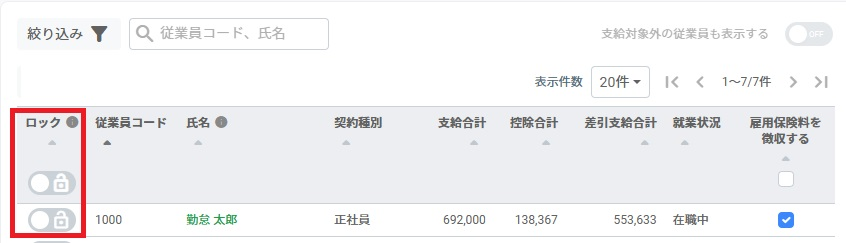 絞り込み
従業員コード、氏名
支給対象外の従業員も表示する
OFF
表示件数
20件
1〜7/7件
ロック
従業員コード
氏名
契約種別
支給合計
控除合計
差引支給合計
就業状況
雇用保険料を
徴収する
1000
勤怠 太郎
正社員
692,000
138,367
553,633
在職中